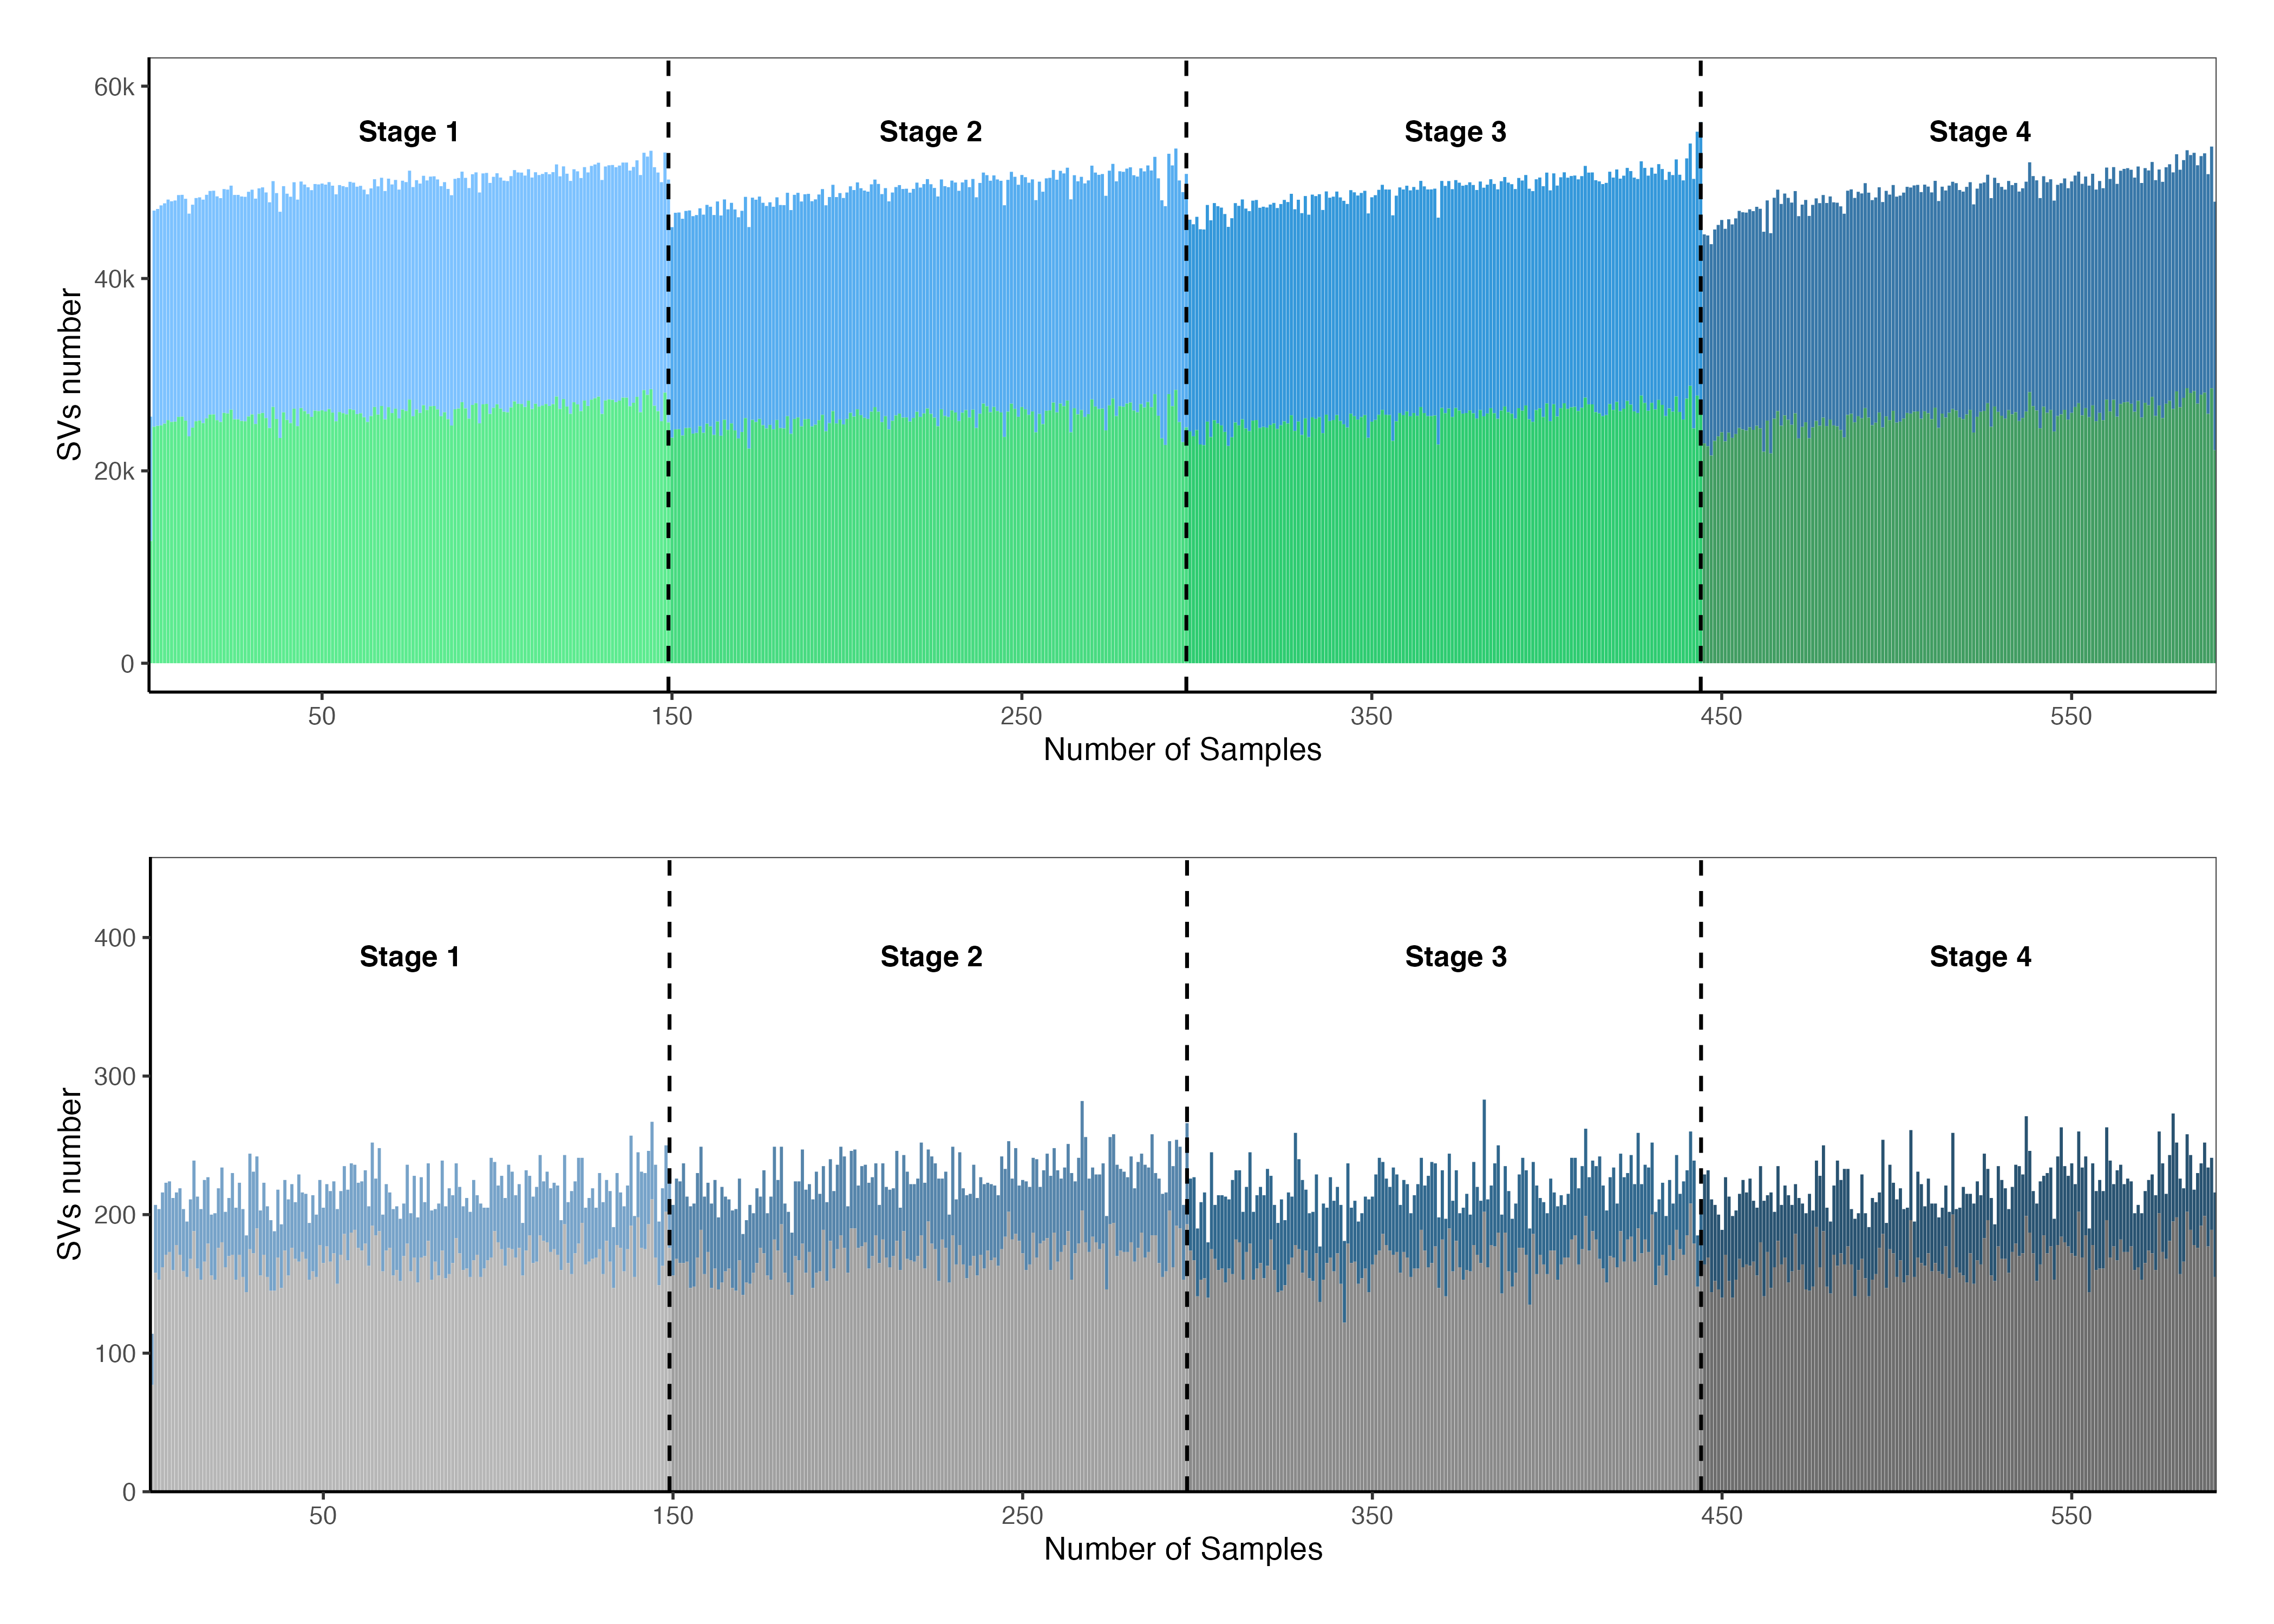 60k
Stage 1 Stage 2 Stage 3 Stage 4
40k
SVs number
20k
0
50 150 250 350 450 550
Number of Samples
400
Stage 1 Stage 2 Stage 3 Stage 4
300
SVs number
200
100
0
50 150 250 350 450 550
Number of Samples